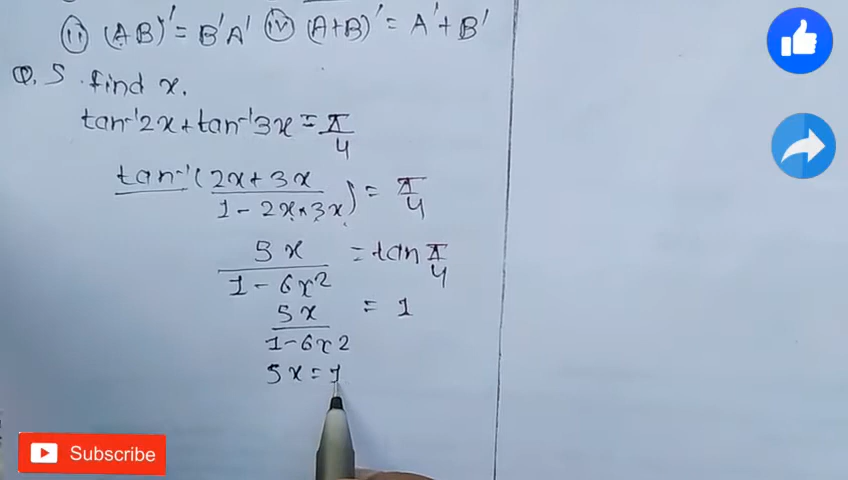 (ii) (AB)' = B'A' (iv) (A+B)' = A' + B'
Q. 5 . find x.
tan⁻¹2x + tan⁻¹3x = π/4
tan⁻¹(2x + 3x / 1 - 2x × 3x) = π/4
5x / 1 - 6x² = tan π/4
5x / 1 - 6x2 = 1
5x = 1
Subscribe